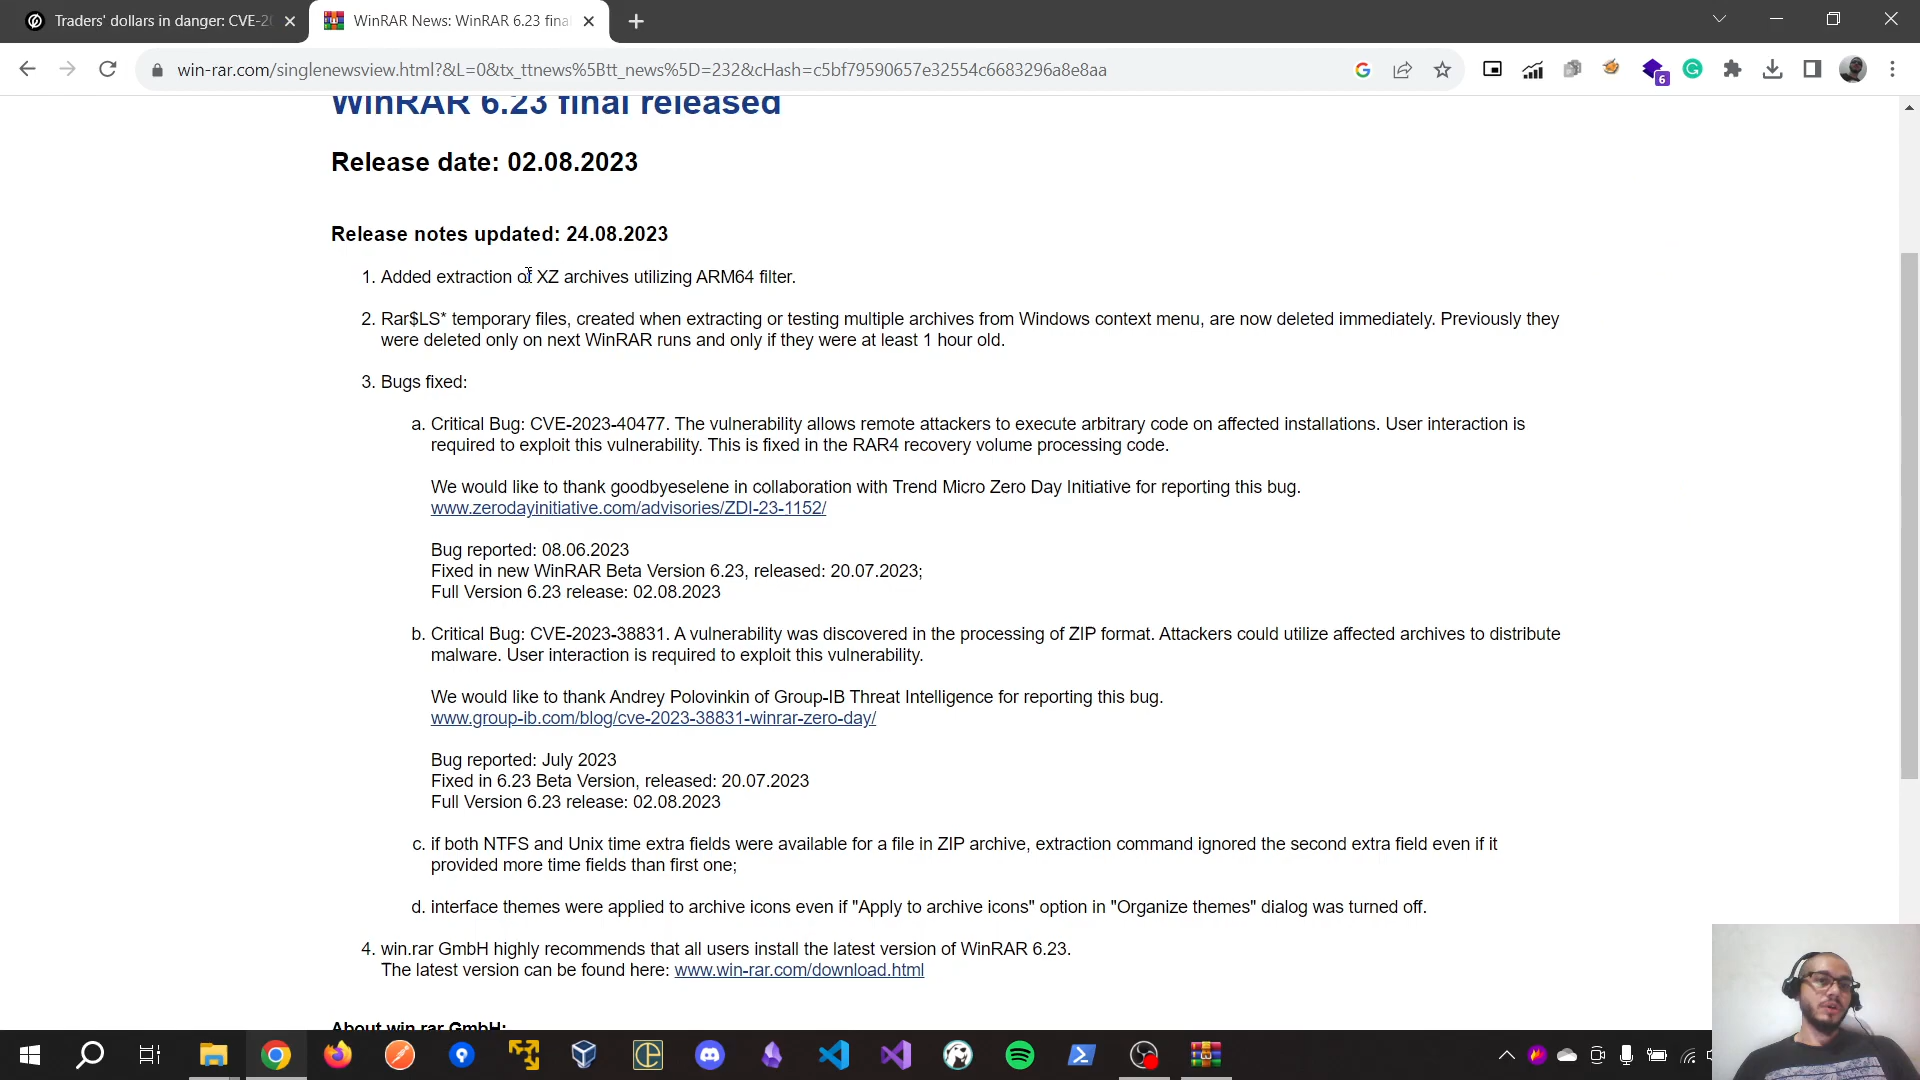 Traders' dollars in danger: CVE-20
WinRAR News: WinRAR 6.23 fina
win-rar.com/singlenewsview.html?&L=0&tx_ttnews%5Btt_news%5D=232&cHash=c5bf79590657e32554c6683296a8e8aa
6
WinRAR 6.23 final released
Release date: 02.08.2023
Release notes updated: 24.08.2023
1. Added extraction of XZ archives utilizing ARM64 filter.
2. Rar$LS* temporary files, created when extracting or testing multiple archives from Windows context menu, are now deleted immediately. Previously they
were deleted only on next WinRAR runs and only if they were at least 1 hour old.
3. Bugs fixed:
a. Critical Bug: CVE-2023-40477. The vulnerability allows remote attackers to execute arbitrary code on affected installations. User interaction is
required to exploit this vulnerability. This is fixed in the RAR4 recovery volume processing code.
We would like to thank goodbyeselene in collaboration with Trend Micro Zero Day Initiative for reporting this bug.
www.zerodayinitiative.com/advisories/ZDI-23-1152/
Bug reported: 08.06.2023
Fixed in new WinRAR Beta Version 6.23, released: 20.07.2023;
Full Version 6.23 release: 02.08.2023
b. Critical Bug: CVE-2023-38831. A vulnerability was discovered in the processing of ZIP format. Attackers could utilize affected archives to distribute
malware. User interaction is required to exploit this vulnerability.
We would like to thank Andrey Polovinkin of Group-IB Threat Intelligence for reporting this bug.
www.group-ib.com/blog/cve-2023-38831-winrar-zero-day/
Bug reported: July 2023
Fixed in 6.23 Beta Version, released: 20.07.2023
Full Version 6.23 release: 02.08.2023
c. if both NTFS and Unix time extra fields were available for a file in ZIP archive, extraction command ignored the second extra field even if it
provided more time fields than first one;
d. interface themes were applied to archive icons even if "Apply to archive icons" option in "Organize themes" dialog was turned off.
4. win.rar GmbH highly recommends that all users install the latest version of WinRAR 6.23.
The latest version can be found here: www.win-rar.com/download.html
About win.rar GmbH: